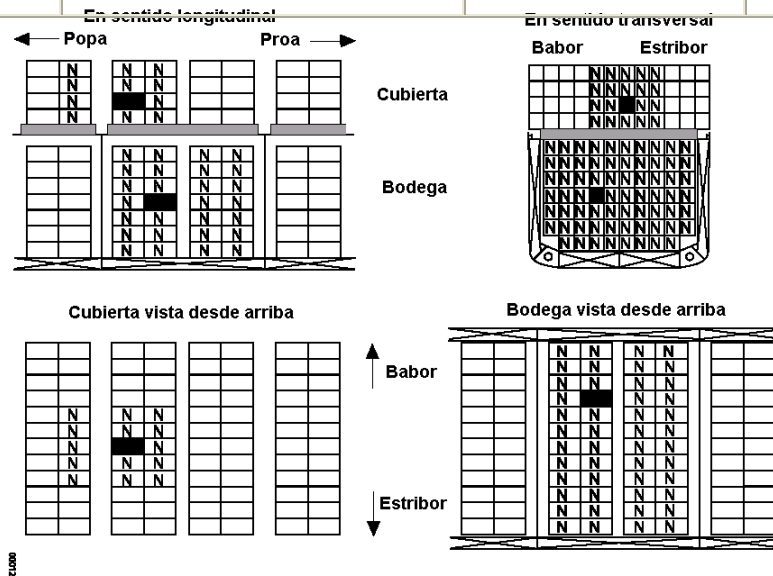 En sentido longitudinal
En sentido transversal
Popa
Proa
Babor
Estribor
Cubierta
Bodega
N
N N N
N
N N N
N
N
N N N
N N N N
N N N N
N N N N
N N N
N N N N
N N N N
N N N N
N N N N N
N N N N N
N N N N
N N N N N
N N N N N N N N N N
N N N N N N N N N N
N N N N N N N N N N
N N N N N N N N N
N N N N N N N N N N
N N N N N N N N N N
N N N N N N N N
Cubierta vista desde arriba
Bodega vista desde arriba
Babor
Estribor
N N N
N N N
N N
N N N
N N N
N N N N
N N N N
N N N N
N N N
N N N N
N N N N
N N N N
N N N N
N N N N
N N N N
N N N N
N N N N
00012